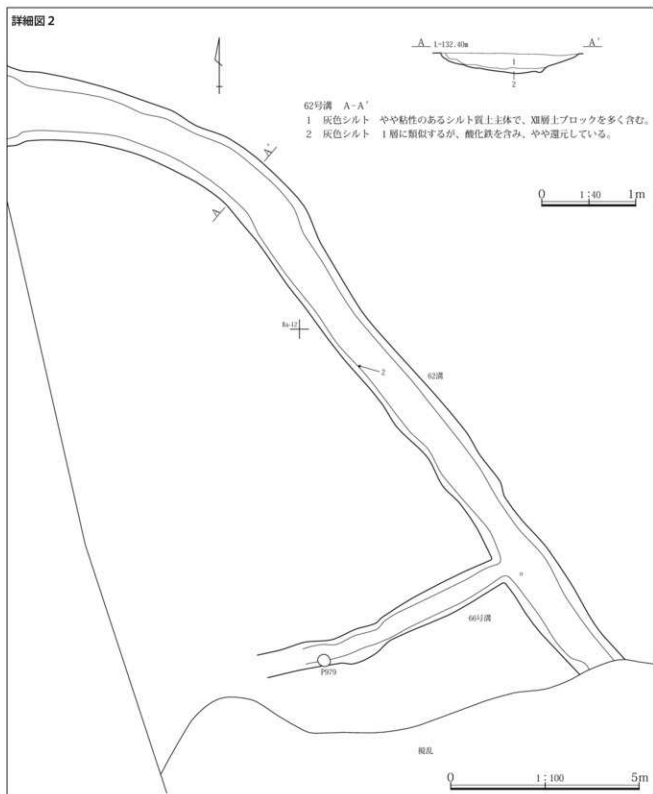 詳細図2
A L=132.40m A′
1
2
62号溝 A-A′
1 灰色シルト やや粘性のあるシルト質土主体で、Ⅻ層土ブロックを多く含む。
2 灰色シルト 1層に類似するが、酸化鉄を含み、やや還元している。
0 1:40 1m
A′
A
2
62溝
66号溝
P979
撹乱
0 1:100 5m